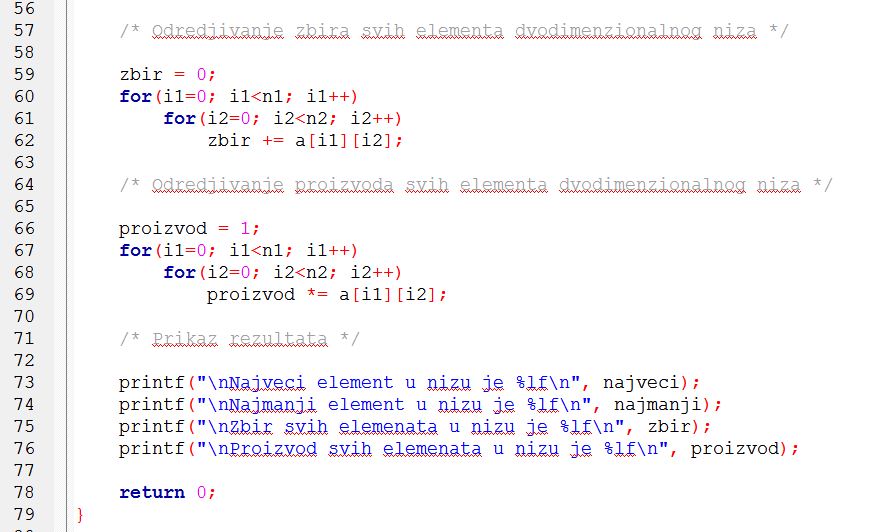 56
57 /* Odredjivanje zbira svih elementa dvodimenzionalnog niza */
58
59 zbir = 0;
60 for(i1=0; i1<n1; i1++)
61 for(i2=0; i2<n2; i2++)
62 zbir += a[i1][i2];
63
64 /* Odredjivanje proizvoda svih elementa dvodimenzionalnog niza */
65
66 proizvod = 1;
67 for(i1=0; i1<n1; i1++)
68 for(i2=0; i2<n2; i2++)
69 proizvod *= a[i1][i2];
70
71 /* Prikaz rezultata */
72
73 printf("\nNajveci element u nizu je %lf\n", najveci);
74 printf("\nNajmanji element u nizu je %lf\n", najmanji);
75 printf("\nZbir svih elemenata u nizu je %lf\n", zbir);
76 printf("\nProizvod svih elemenata u nizu je %lf\n", proizvod);
77
78 return 0;
79 }